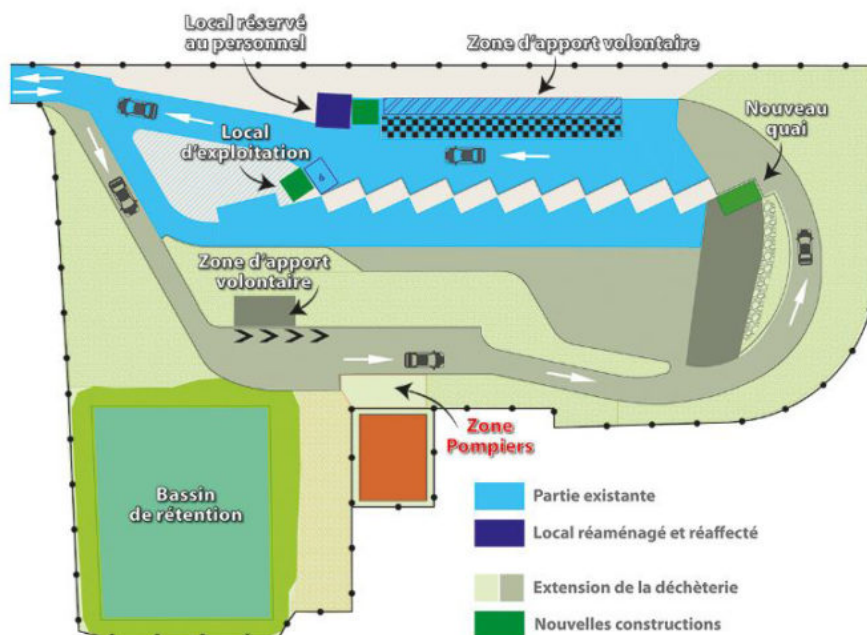 Local réservé
au personnel
Zone d'apport volontaire
Nouveau
quai
Local
d'exploitation
Zone d'apport
volontaire
Zone
Pompiers
Bassin
de rétention
Partie existante
Local réaménagé et réaffecté
Extension de la déchèterie
Nouvelles constructions